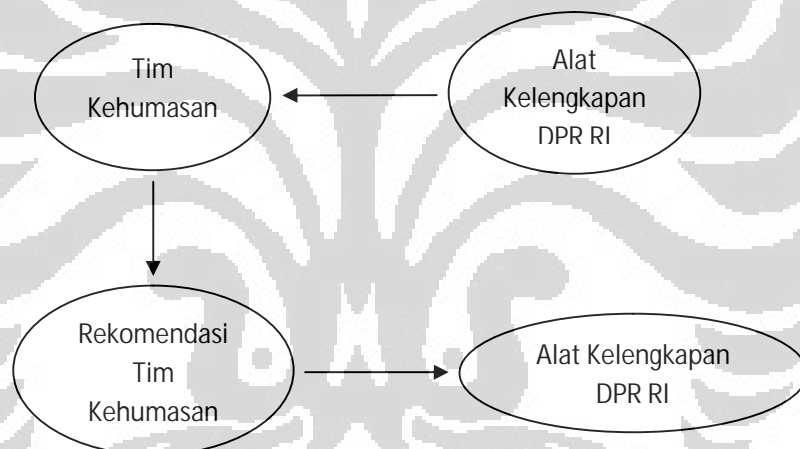 Tim
Kehumasan
Alat
Kelengkapan
DPR RI
Rekomendasi
Tim
Kehumasan
Alat Kelengkapan
DPR RI